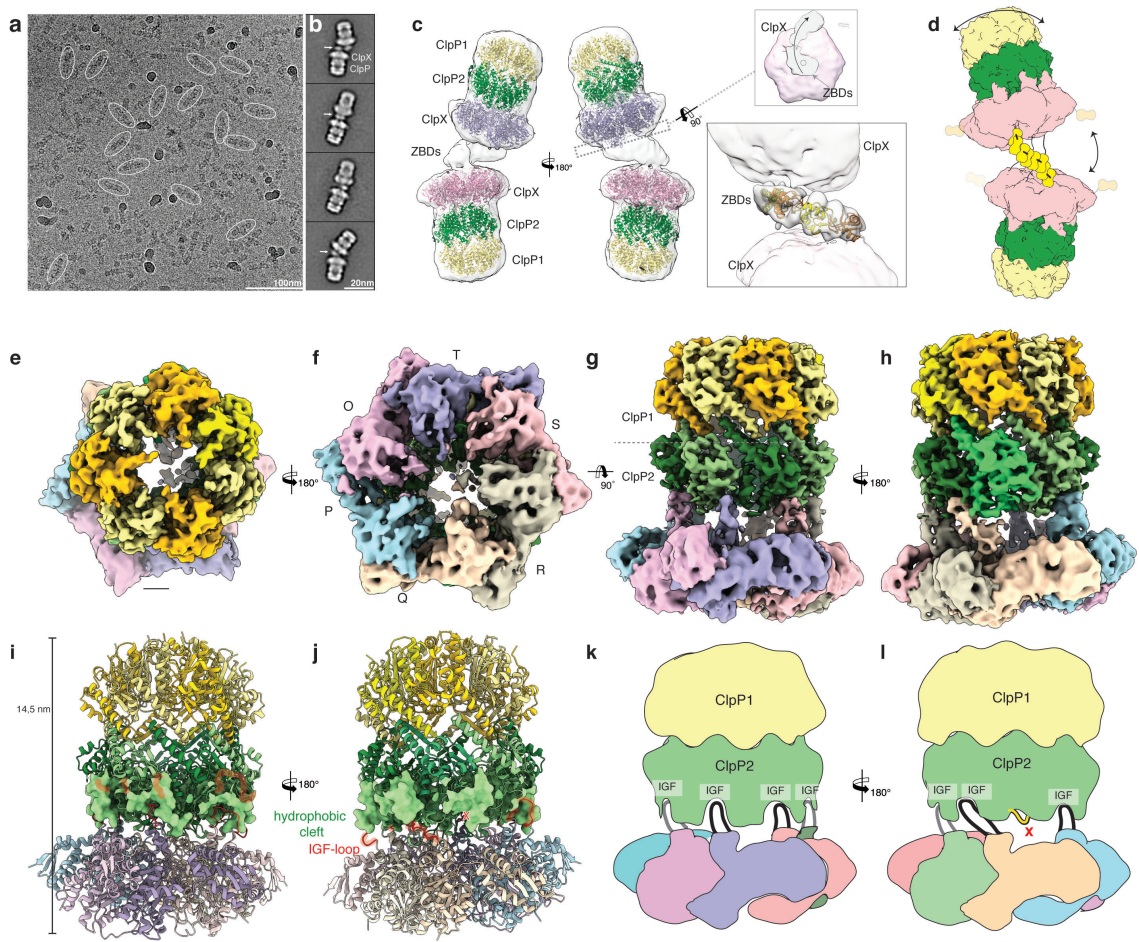 a
100nm
b
ClpX
ClpP
20nm
c
ClpP1
ClpP2
ClpX
ZBDs
180°
ClpX
ClpP2
ClpP1
90°
ClpX
ZBDs
ClpX
ZBDs
ClpX
d
e
180°
f
T
O
S
P
R
Q
90°
g
ClpP1
ClpP2
180°
h
i
14,5 nm
180°
j
hydrophobic
cleft
IGF-loop
x
k
ClpP1
ClpP2
IGF
IGF
IGF
IGF
180°
l
ClpP1
ClpP2
IGF
IGF
IGF
x